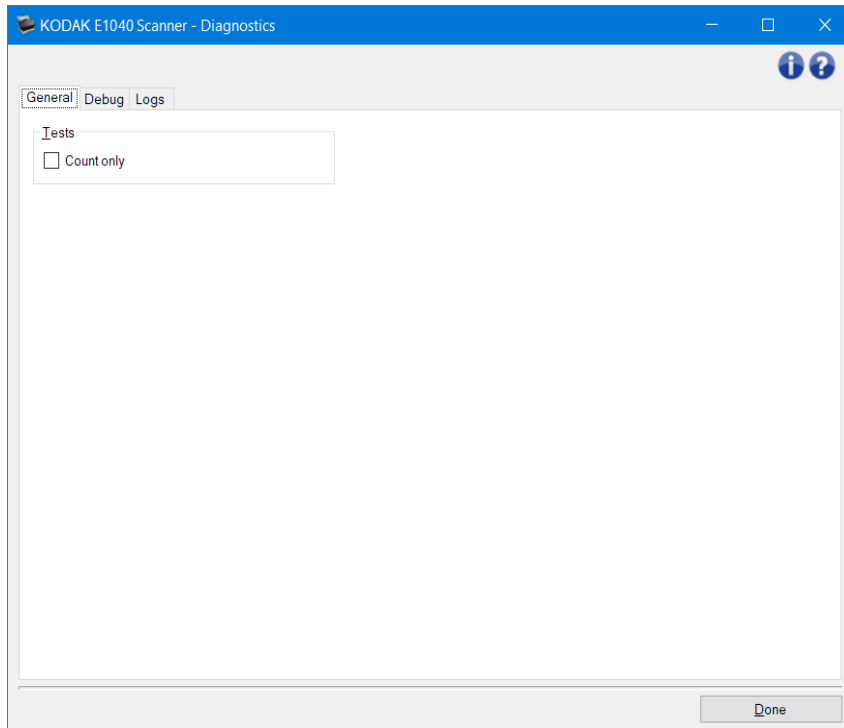 KODAK E1040 Scanner - Diagnostics
General Debug Logs
Tests
Count only
Done